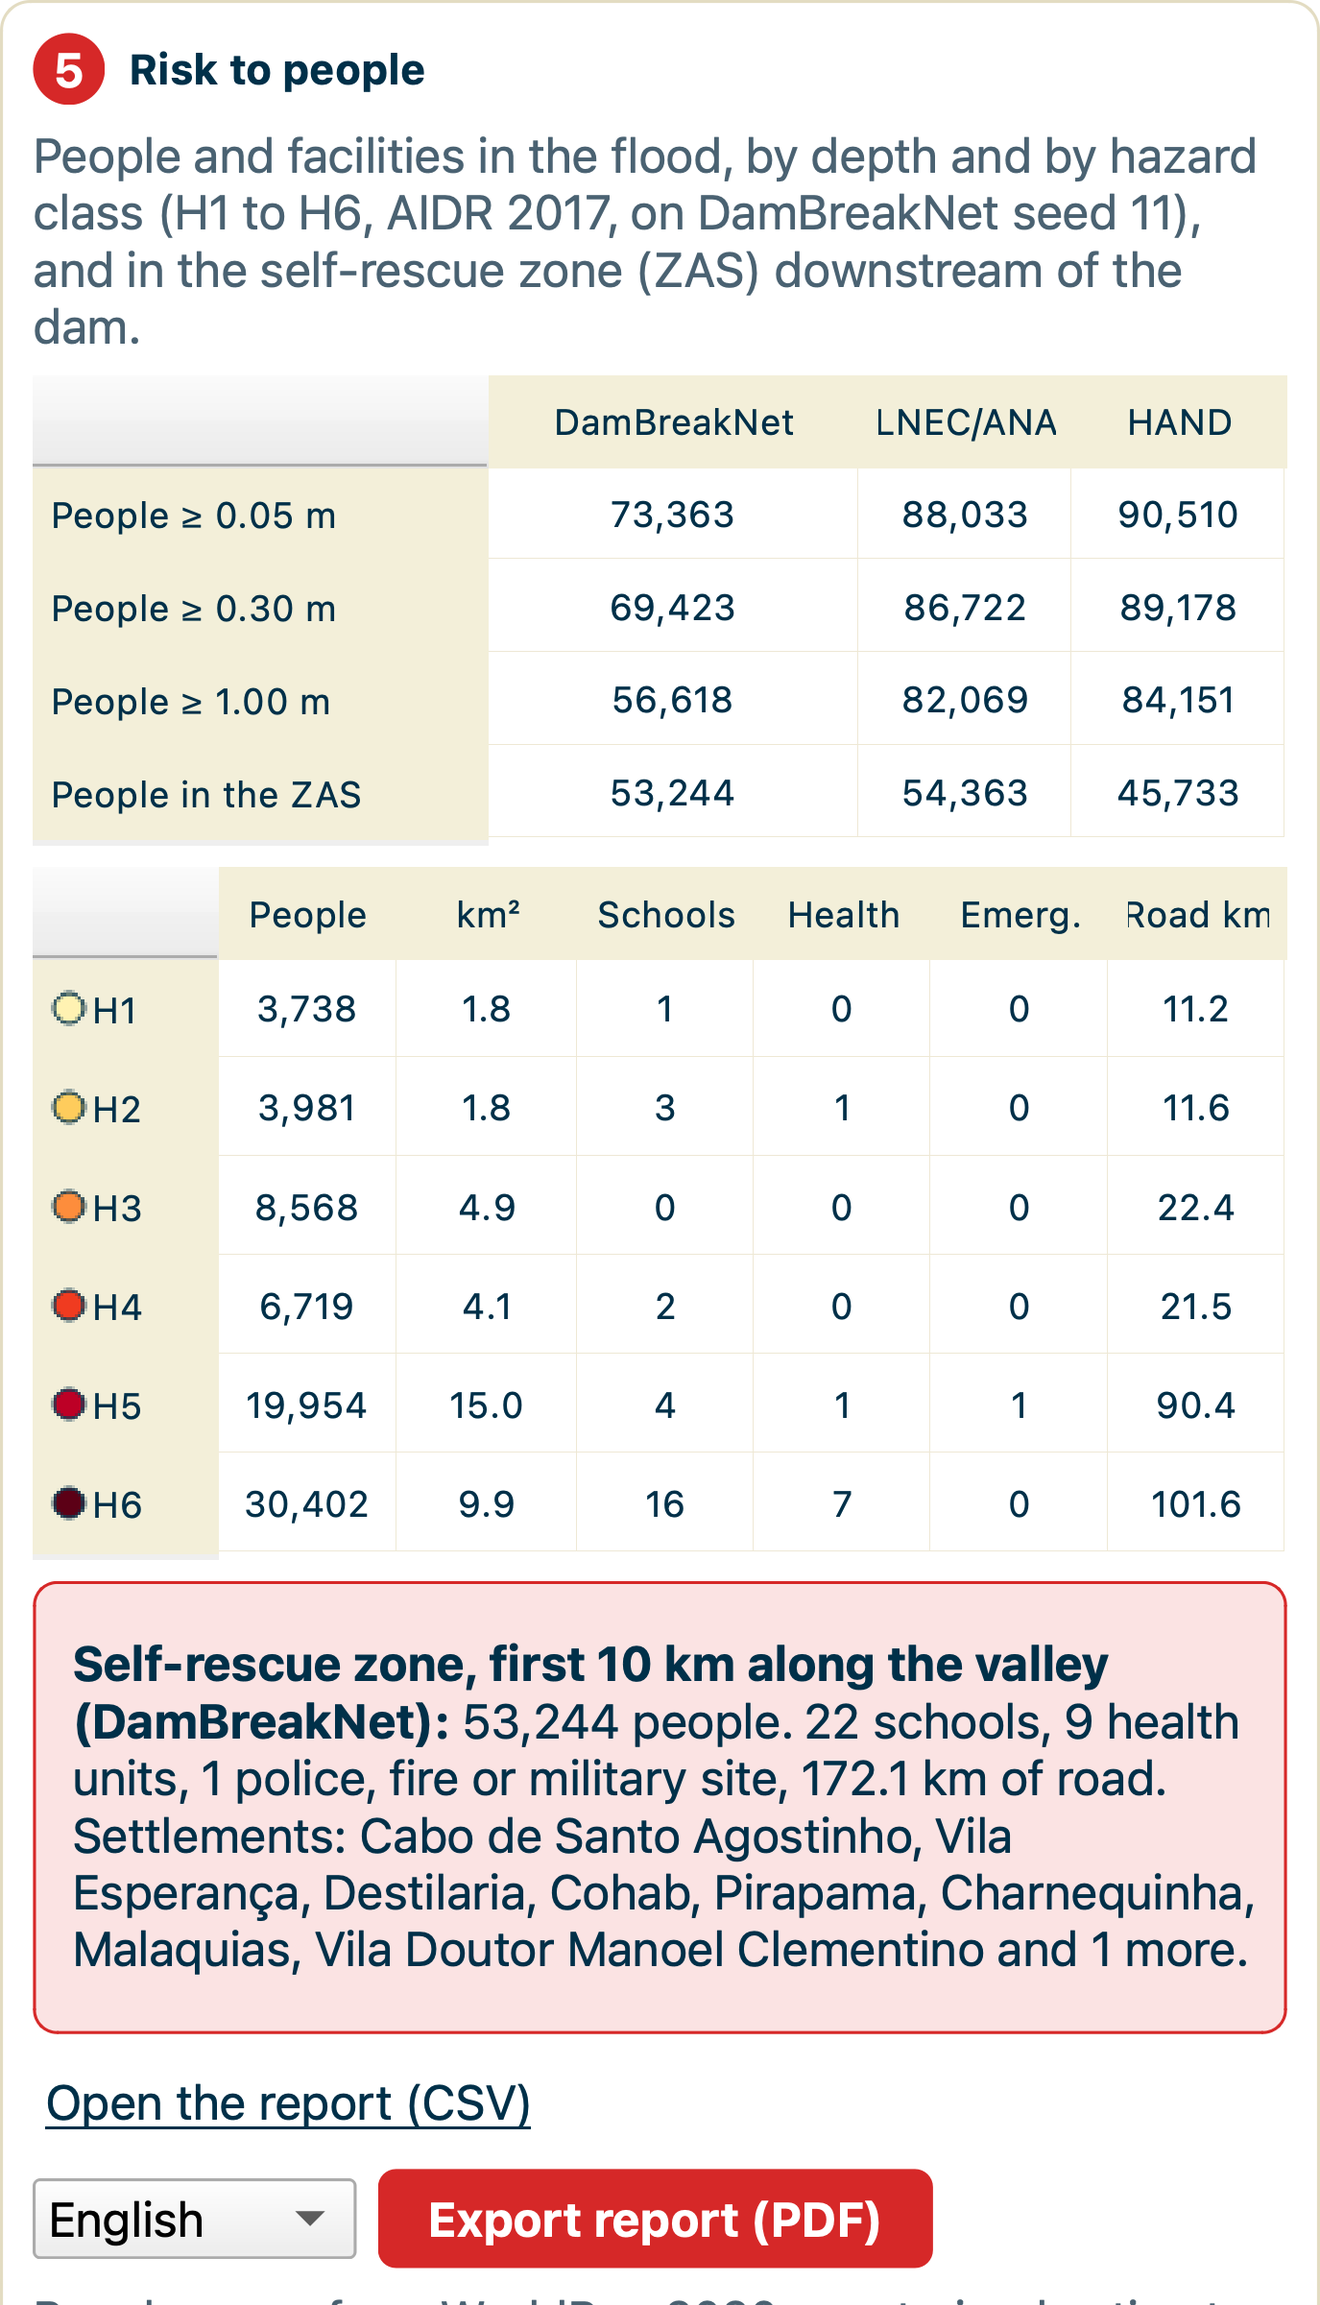 5 Risk to people
People and facilities in the flood, by depth and by hazard
class (H1 to H6, AIDR 2017, on DamBreakNet seed 11),
and in the self-rescue zone (ZAS) downstream of the
dam.
DamBreakNet LNEC/ANA HAND
People ≥ 0.05 m 73,363 88,033 90,510
People ≥ 0.30 m 69,423 86,722 89,178
People ≥ 1.00 m 56,618 82,069 84,151
People in the ZAS 53,244 54,363 45,733
People km² Schools Health Emerg. Road km
H1 3,738 1.8 1 0 0 11.2
H2 3,981 1.8 3 1 0 11.6
H3 8,568 4.9 0 0 0 22.4
H4 6,719 4.1 2 0 0 21.5
H5 19,954 15.0 4 1 1 90.4
H6 30,402 9.9 16 7 0 101.6
Self-rescue zone, first 10 km along the valley
(DamBreakNet): 53,244 people. 22 schools, 9 health
units, 1 police, fire or military site, 172.1 km of road.
Settlements: Cabo de Santo Agostinho, Vila
Esperança, Destilaria, Cohab, Pirapama, Charnequinha,
Malaquias, Vila Doutor Manoel Clementino and 1 more.
Open the report (CSV)
English Export report (PDF)